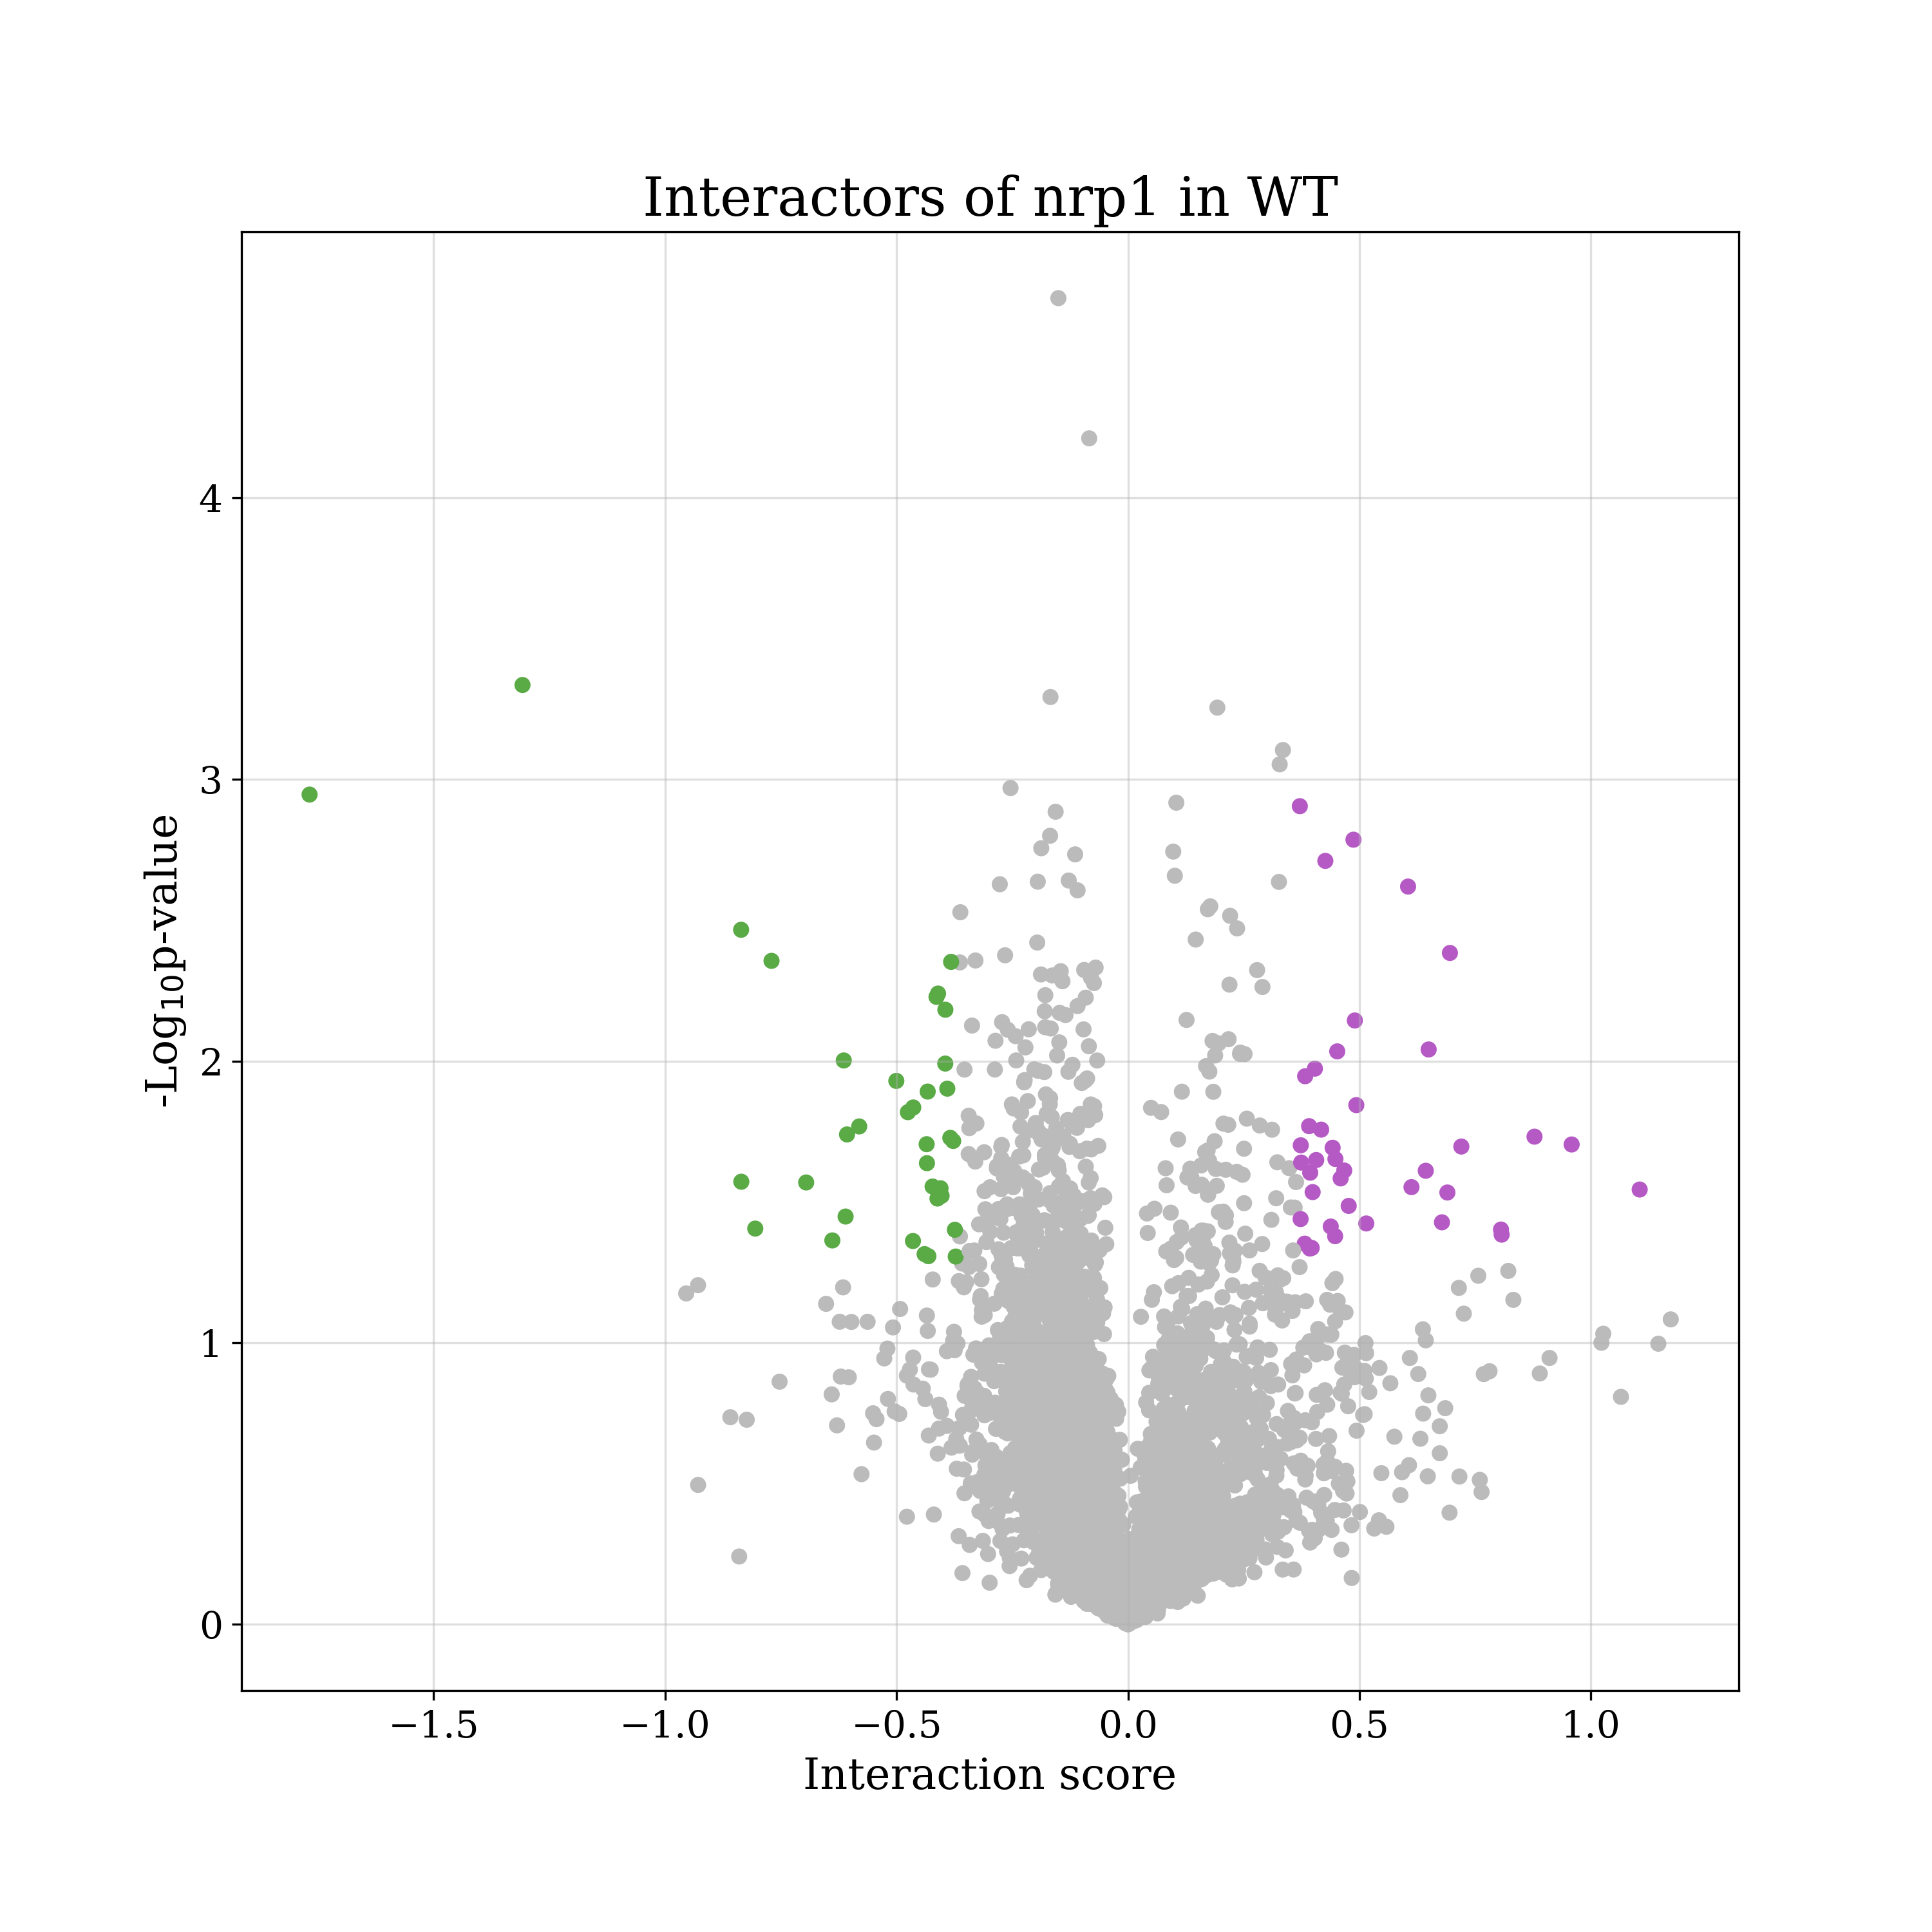 Interactors of nrp1 in WT
-Log₁₀p-value
4
3
2
1
0
−1.5 −1.0 −0.5 0.0 0.5 1.0
Interaction score